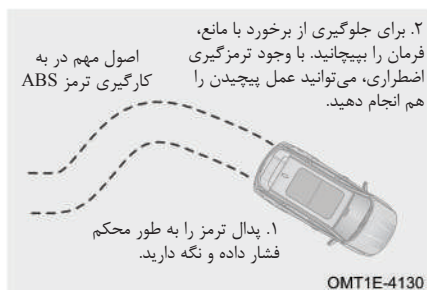 ۲. برای جلوگیری از برخورد با مانع،
فرمان را بپیچانید. با وجود ترمزگیری
اضطراری، می‌توانید عمل پیچیدن را
هم انجام دهید.
اصول مهم در به
کارگیری ترمز ABS
۱. پدال ترمز را به طور محکم
فشار داده و نگه دارید.
OMT1E-4130